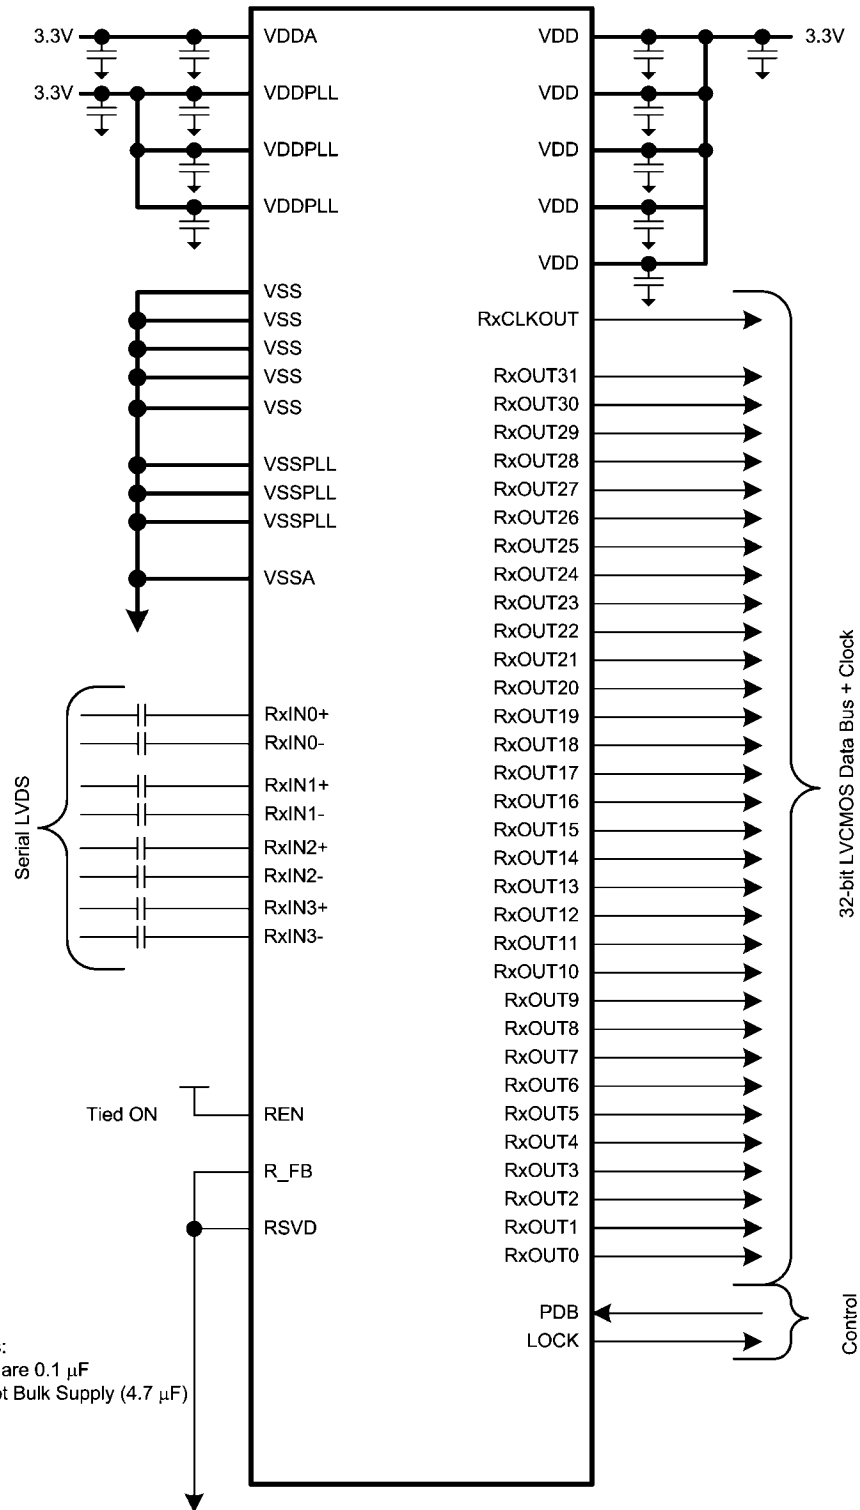 3.3V
VDDA
VDD
3.3V
3.3V
VDDPLL
VDD
VDDPLL
VDD
VDDPLL
VDD
VDD
VSS
VSS
VSS
VSS
VSS
VSSPLL
VSSPLL
VSSPLL
VSSA
RxCLKOUT
RxOUT31
RxOUT30
RxOUT29
RxOUT28
RxOUT27
RxOUT26
RxOUT25
RxOUT24
RxOUT23
RxOUT22
RxOUT21
RxOUT20
RxOUT19
RxOUT18
RxOUT17
RxOUT16
RxOUT15
RxOUT14
RxOUT13
RxOUT12
RxOUT11
RxOUT10
RxOUT9
RxOUT8
RxOUT7
RxOUT6
RxOUT5
RxOUT4
RxOUT3
RxOUT2
RxOUT1
RxOUT0
32-bit LVCMOS Data Bus + Clock
Serial LVDS
RxIN0+
RxIN0-
RxIN1+
RxIN1-
RxIN2+
RxIN2-
RxIN3+
RxIN3-
Tied ON
REN
R_FB
RSVD
PDB
LOCK
Control
are 0.1 μF
Bulk Supply (4.7 μF)